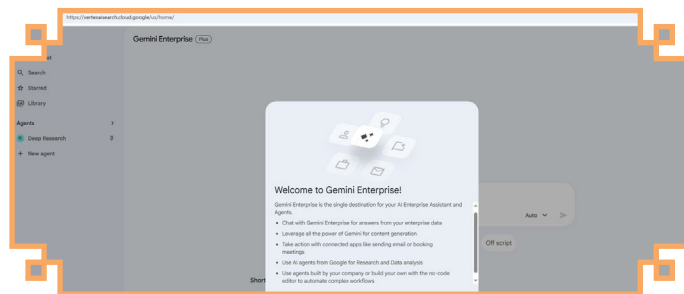 https://vertexaisearch.cloud.google/us/home/
Gemini Enterprise Plus
Search
Starred
Library
Agents
Deep Research
New agent
Welcome to Gemini Enterprise!
Gemini Enterprise is the single destination for your AI Enterprise Assistant and
Agents.
• Chat with Gemini Enterprise for answers from your enterprise data
• Leverage all the power of Gemini for content generation
• Take action with connected apps like sending email or booking
meetings
• Use AI agents from Google for Research and Data analysis
• Use agents built by your company or build your own with the no-code
editor to automate complex workflows
Auto
Off script
Short